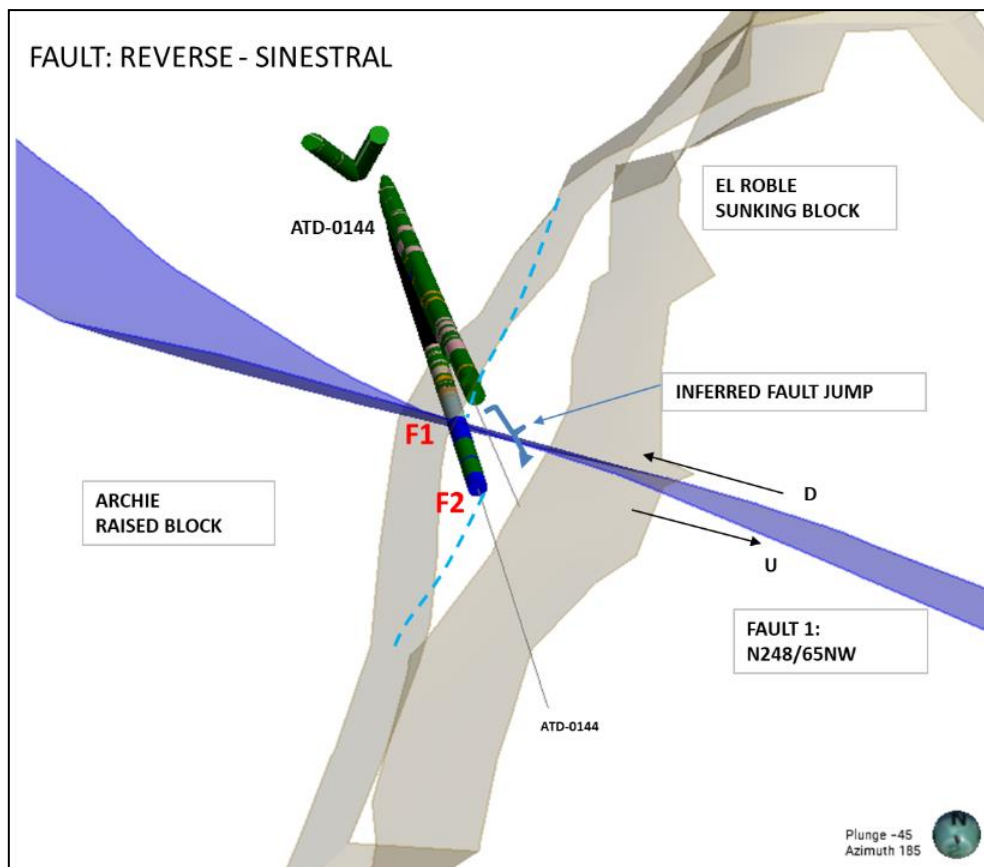 FAULT: REVERSE - SINESTRAL
EL ROBLE
SUNKING BLOCK
ATD-0144
INFERRED FAULT JUMP
F1
F2
ARCHIE
RAISED BLOCK
D
U
FAULT 1:
N248/65NW
ATD-0144
Plunge -45
Azimuth 185
N